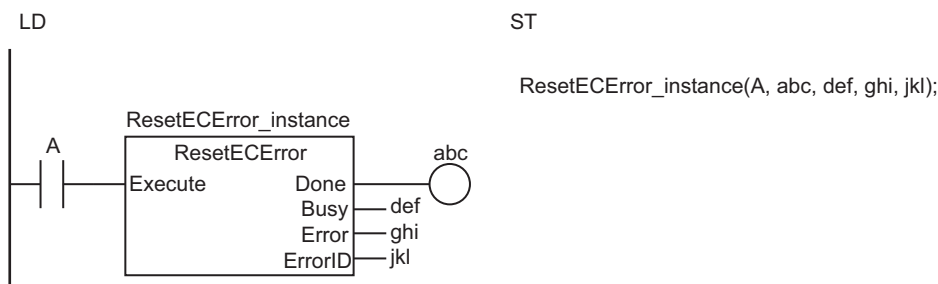 LD
ST
ResetECError_instance(A, abc, def, ghi, jkl);
ResetECError_instance
A
ResetECError
abc
Execute
Done
Busy
def
Error
ghi
ErrorID
jkl